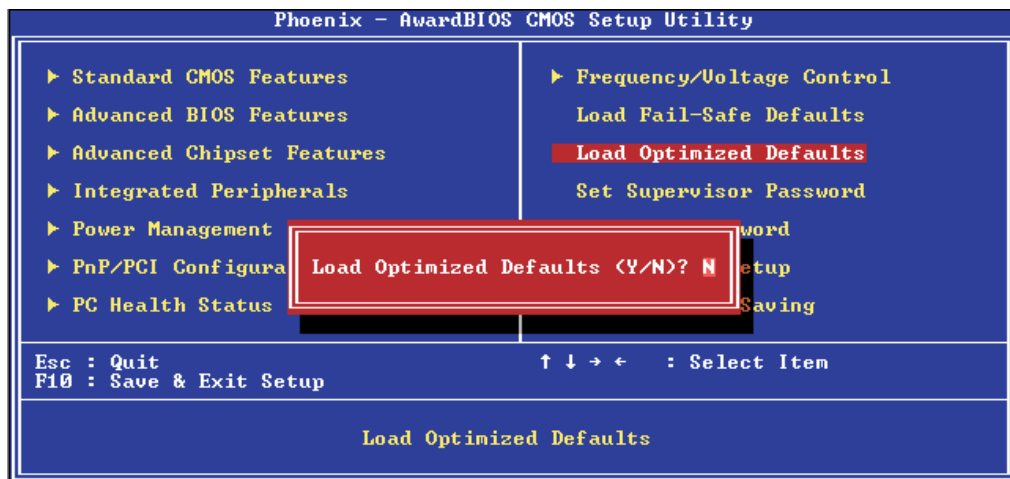 Phoenix - AwardBIOS CMOS Setup Utility
Standard CMOS Features
Advanced BIOS Features
Advanced Chipset Features
Integrated Peripherals
Power Management
PnP/PCI Configura
PC Health Status
Frequency/Voltage Control
Load Fail-Safe Defaults
Load Optimized Defaults
Set Supervisor Password
word
etup
Saving
Load Optimized Defaults (Y/N)? N
Esc : Quit
F10 : Save & Exit Setup
↑ ↓ → ← : Select Item
Load Optimized Defaults